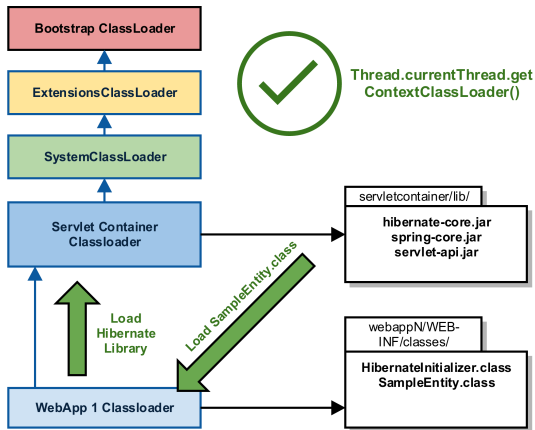 Bootstrap ClassLoader
ExtensionsClassLoader
SystemClassLoader
Servlet Container
Classloader
Thread.currentThread.get
ContextClassLoader()
servletcontainer/lib/
hibernate-core.jar
spring-core.jar
servlet-api.jar
Load SampleEntity.class
Load
Hibernate
Library
webappN/WEB-
INF/classes/
HibernateInitializer.class
SampleEntity.class
WebApp 1 Classloader